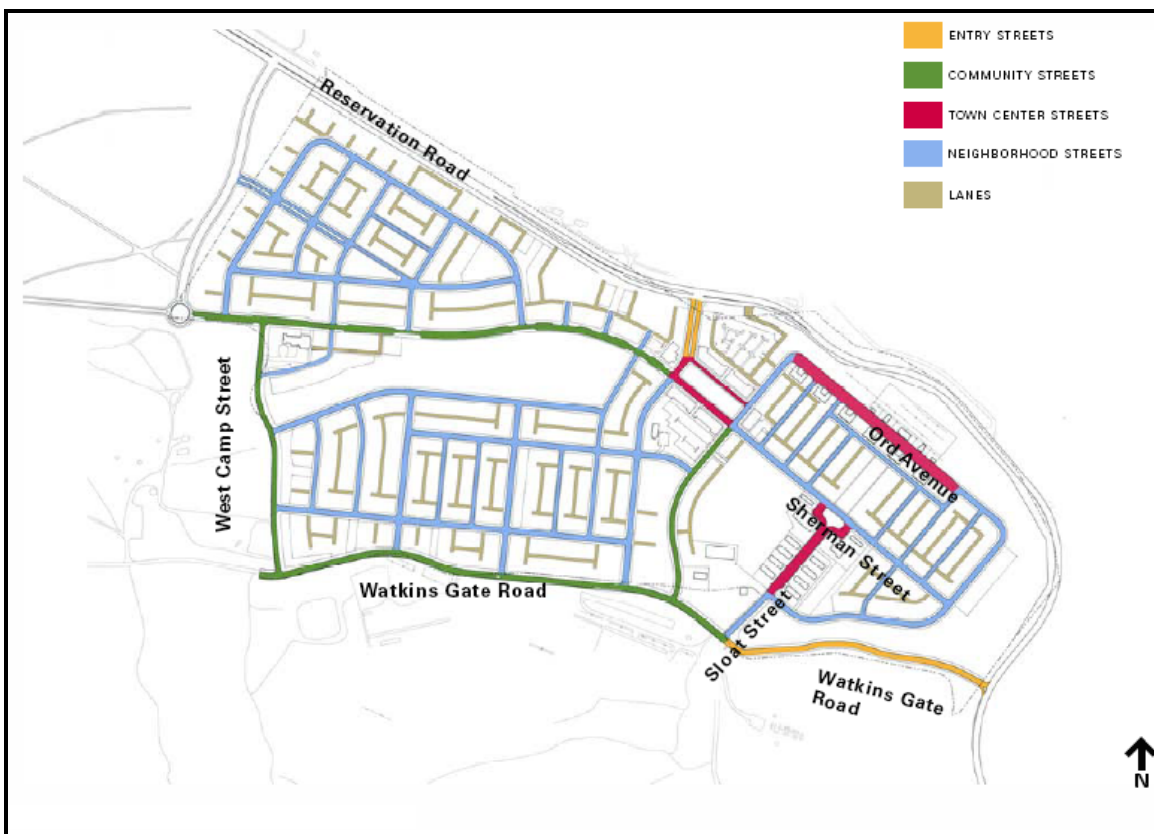 ENTRY STREETS
COMMUNITY STREETS
TOWN CENTER STREETS
NEIGHBORHOOD STREETS
LANES
Reservation Road
West Camp Street
Ord Avenue
Sherman Street
Watkins Gate Road
Sloat Street
Watkins Gate
Road
N